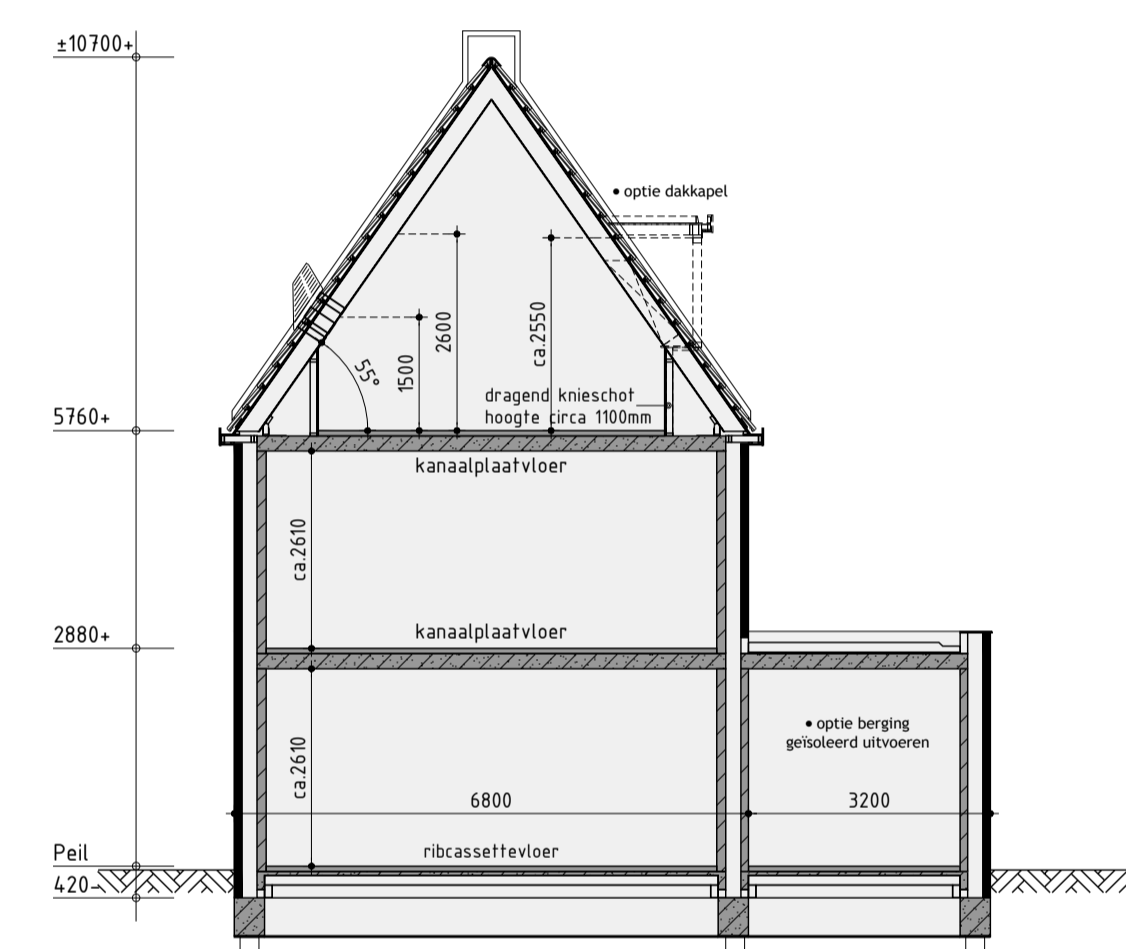 ±10700+
• optie dakkapel
2600
ca.2550
1500
55°
dragend knieschot
hoogte circa 1100mm
5760+
kanaalplaatvloer
ca.2610
kanaalplaatvloer
2880+
• optie berging
geïsoleerd uitvoeren
ca.2610
6800
3200
ribcassettevloer
Peil
420-